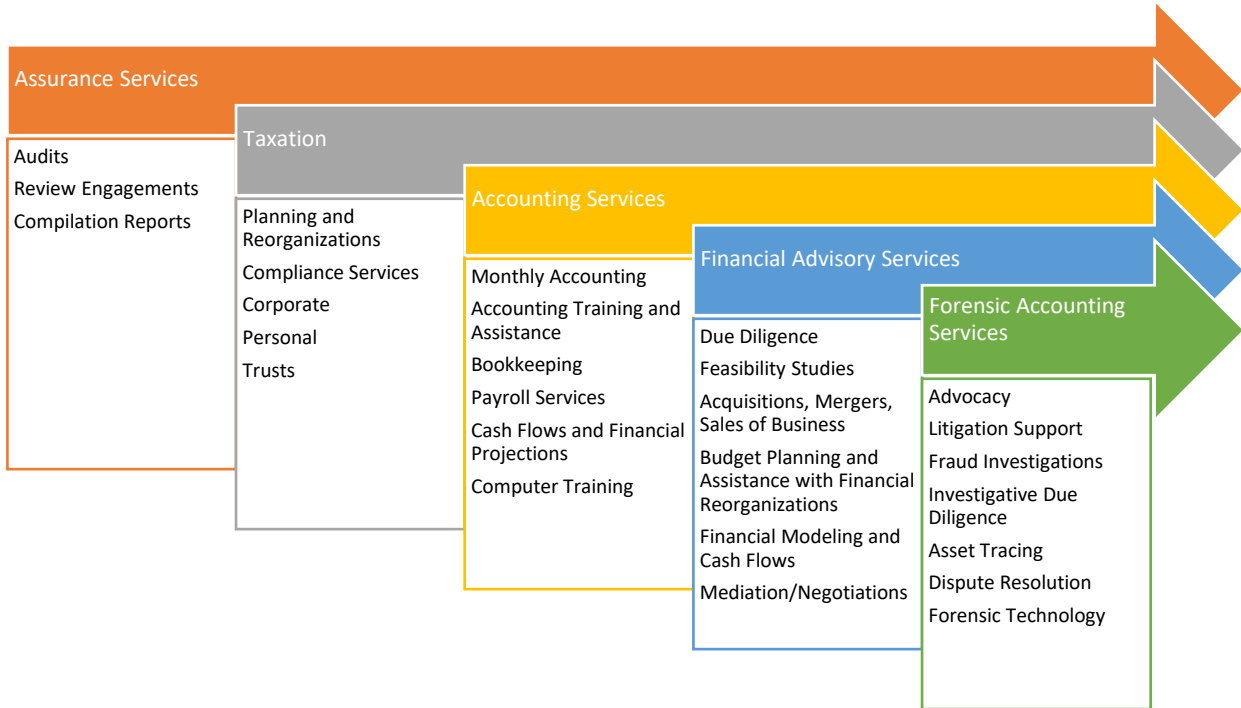 Assurance Services
Audits
Review Engagements
Compilation Reports
Taxation
Planning and
Reorganizations
Compliance Services
Corporate
Personal
Trusts
Accounting Services
Monthly Accounting
Accounting Training and
Assistance
Bookkeeping
Payroll Services
Cash Flows and Financial
Projections
Computer Training
Financial Advisory Services
Due Diligence
Feasibility Studies
Acquisitions, Mergers,
Sales of Business
Budget Planning and
Assistance with Financial
Reorganizations
Financial Modeling and
Cash Flows
Mediation/Negotiations
Forensic Accounting
Services
Advocacy
Litigation Support
Fraud Investigations
Investigative Due
Diligence
Asset Tracing
Dispute Resolution
Forensic Technology